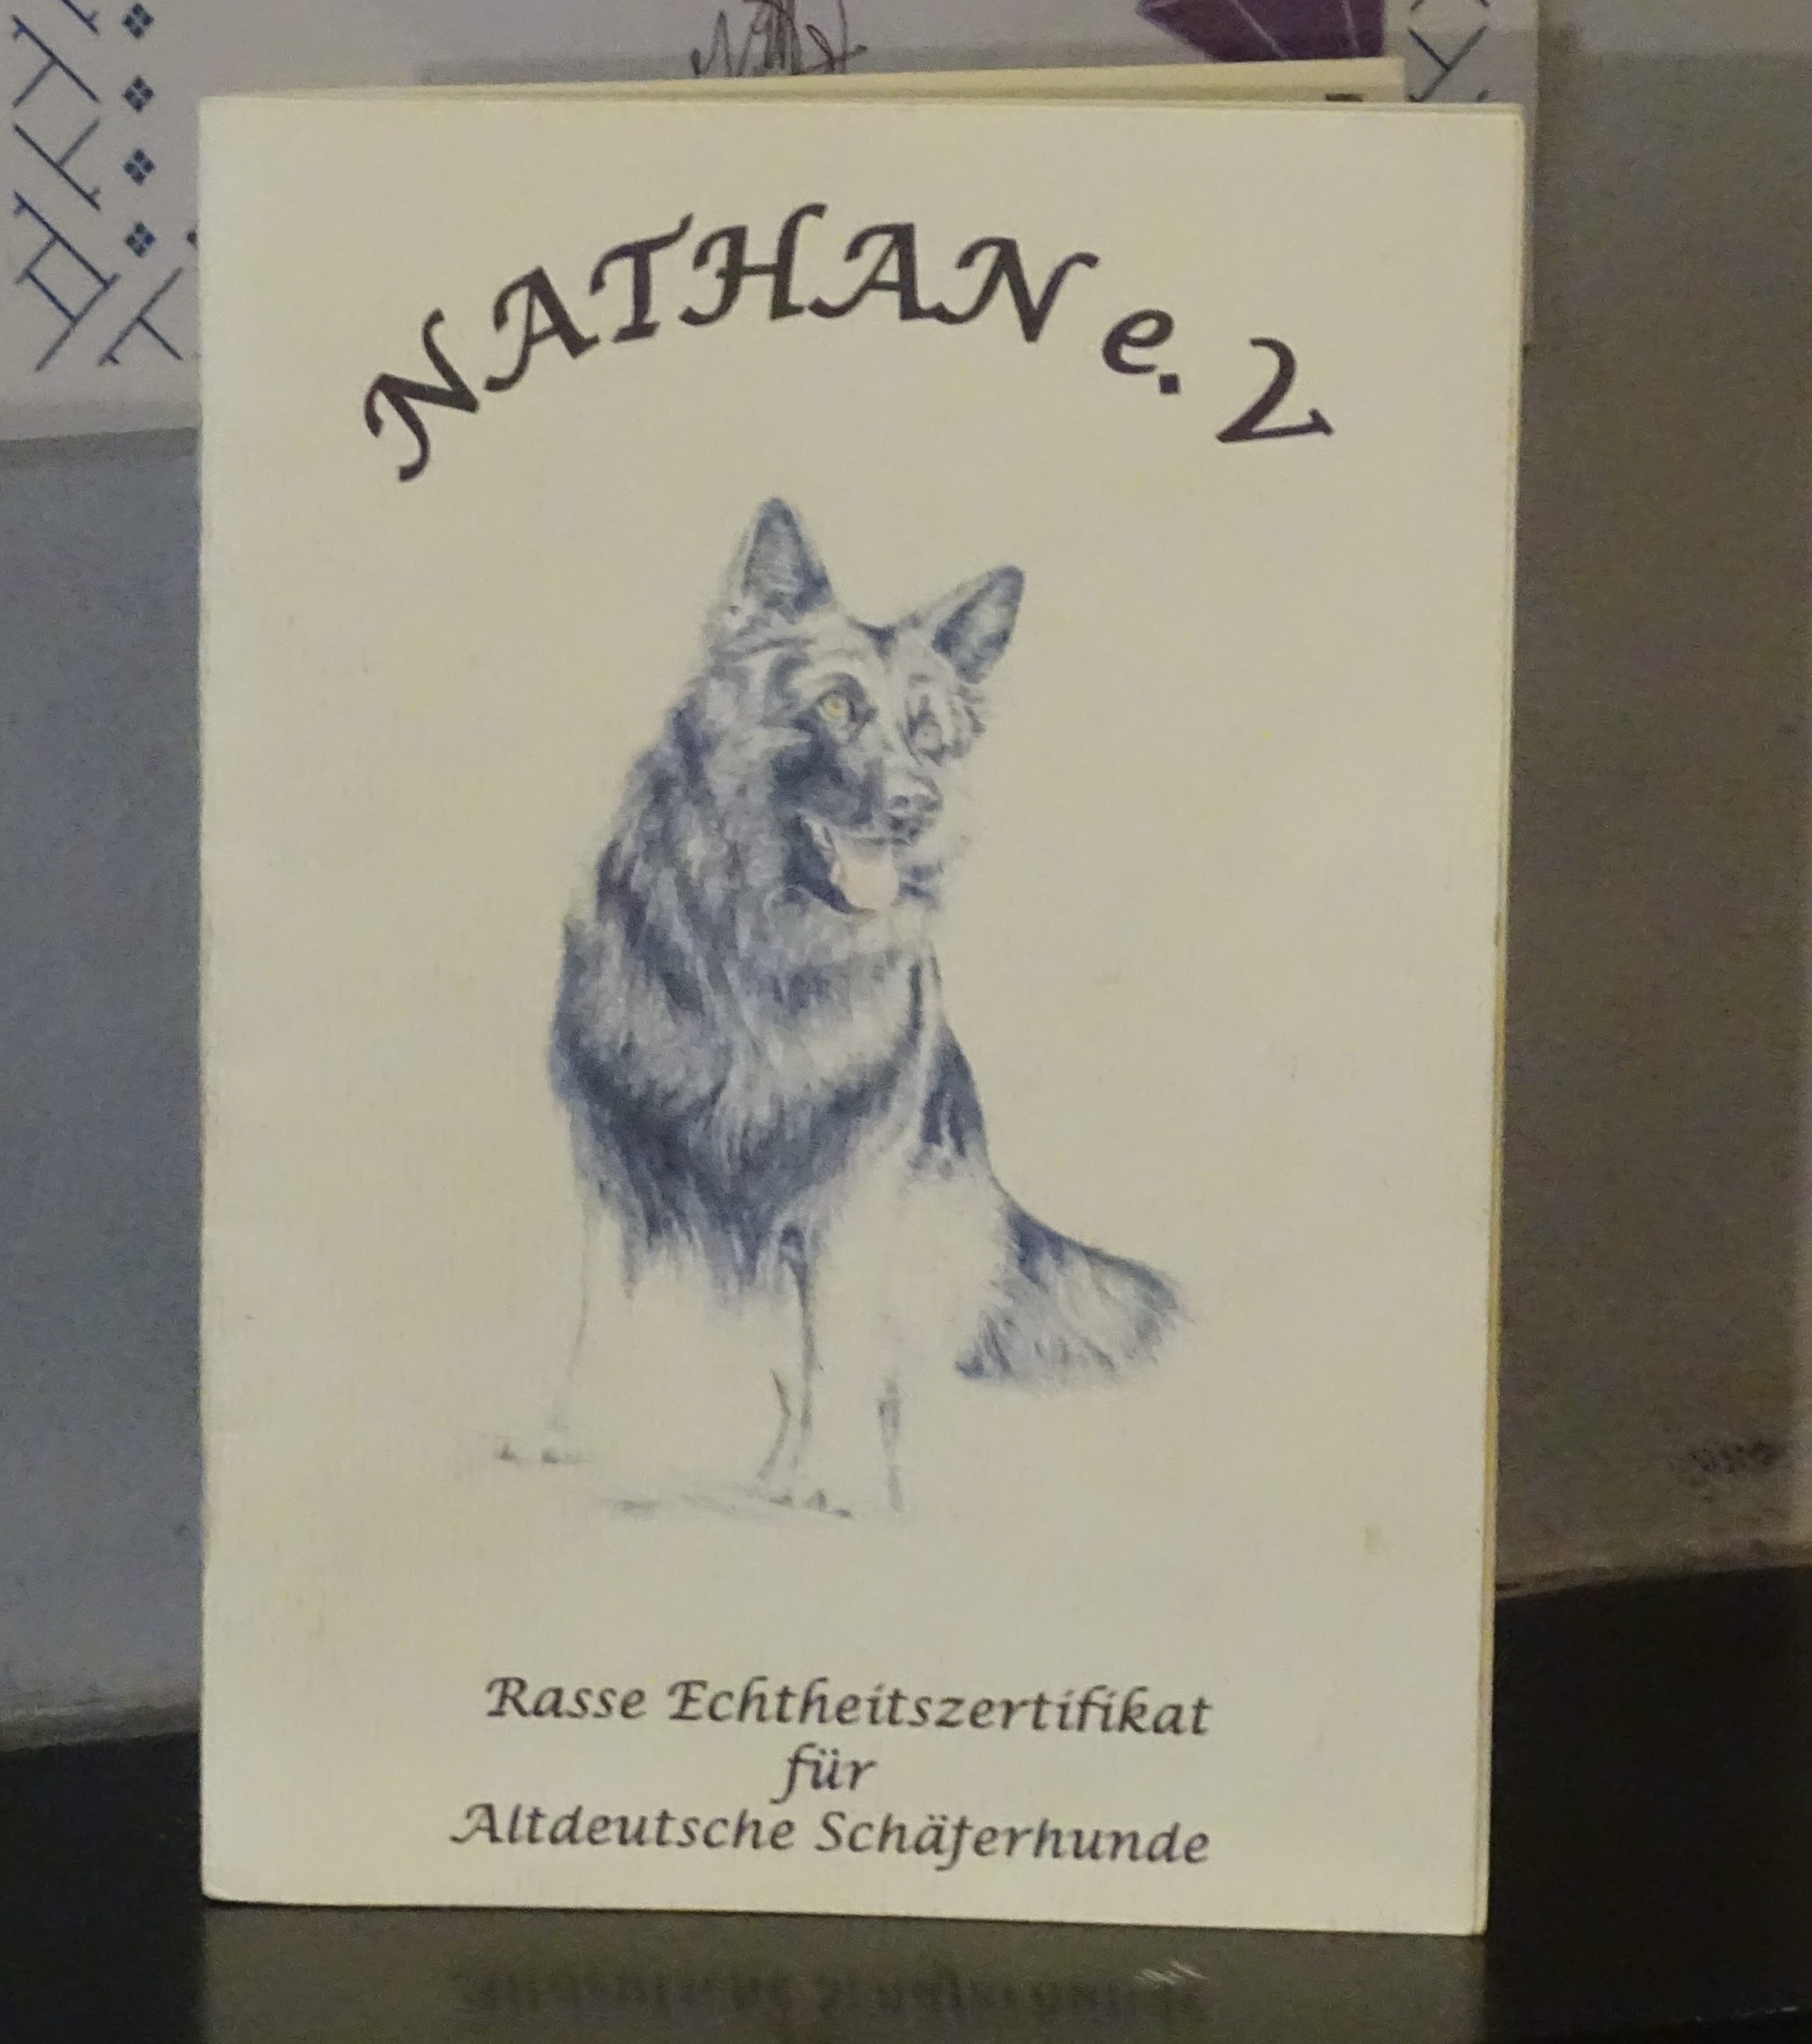 NATHAN e. 2
Rasse Echtheitszertifikat
für
Altdeutsche Schäferhunde